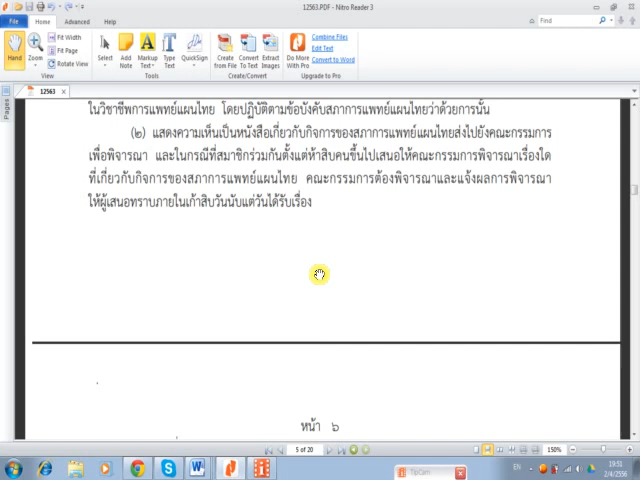 12563.PDF - Nitro Reader 3
File
Home
Advanced
Help
Find
Hand
Zoom
Fit Width
Fit Page
Rotate View
View
Select
Add Note
Markup Text
Type Text
QuickSign
Tools
Create from File
Convert To Text
Extract Images
Create/Convert
Do More With Pro
Combine Files
Edit Text
Convert to Word
Upgrade to Pro
12563
Pages
ในวิชาชีพการแพทย์แผนไทย โดยปฏิบัติตามข้อบังคับสภาการแพทย์แผนไทยว่าด้วยการนั้น
(๒) แสดงความเห็นเป็นหนังสือเกี่ยวกับกิจการของสภาการแพทย์แผนไทยส่งไปยังคณะกรรมการ
เพื่อพิจารณา และในกรณีที่สมาชิกร่วมกันตั้งแต่ห้าสิบคนขึ้นไปเสนอให้คณะกรรมการพิจารณาเรื่องใด
ที่เกี่ยวกับกิจการของสภาการแพทย์แผนไทย คณะกรรมการต้องพิจารณาและแจ้งผลการพิจารณา
ให้ผู้เสนอทราบภายในเก้าสิบวันนับแต่วันได้รับเรื่อง
หน้า ๖
5 of 20
150%
TipCam
EN
19:51
2/4/2556